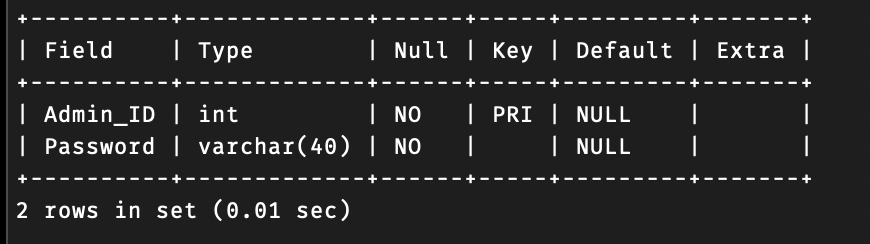 +----------+-------------+------+-----+---------+-------+
| Field    | Type        | Null | Key | Default | Extra |
+----------+-------------+------+-----+---------+-------+
| Admin_ID | int         | NO   | PRI | NULL    |       |
| Password | varchar(40) | NO   |     | NULL    |       |
+----------+-------------+------+-----+---------+-------+
2 rows in set (0.01 sec)